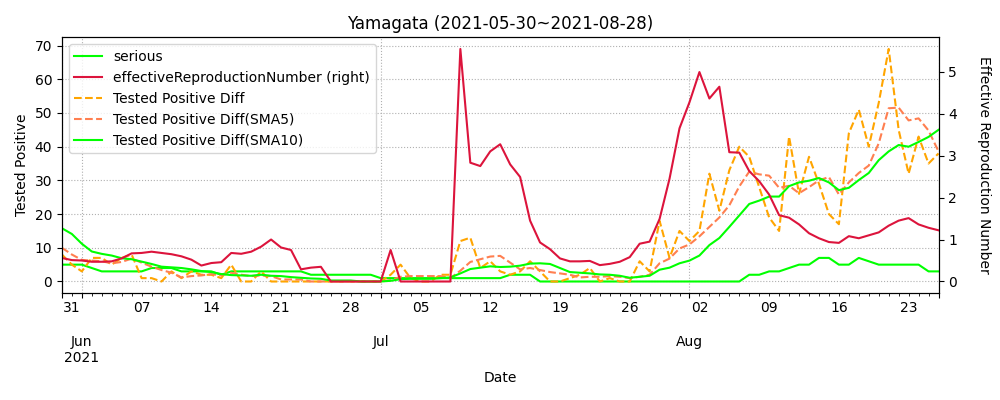 Yamagata (2021-05-30~2021-08-28)
serious
effectiveReproductionNumber (right)
Tested Positive Diff
Tested Positive Diff(SMA5)
Tested Positive Diff(SMA10)
Tested Positive
70
60
50
40
30
20
10
0
5
4
3
2
1
0
Effective Reproduction Number
31 07 14 21 28 05 12 19 26 02 09 16 23
Jun Jul Aug
2021
Date